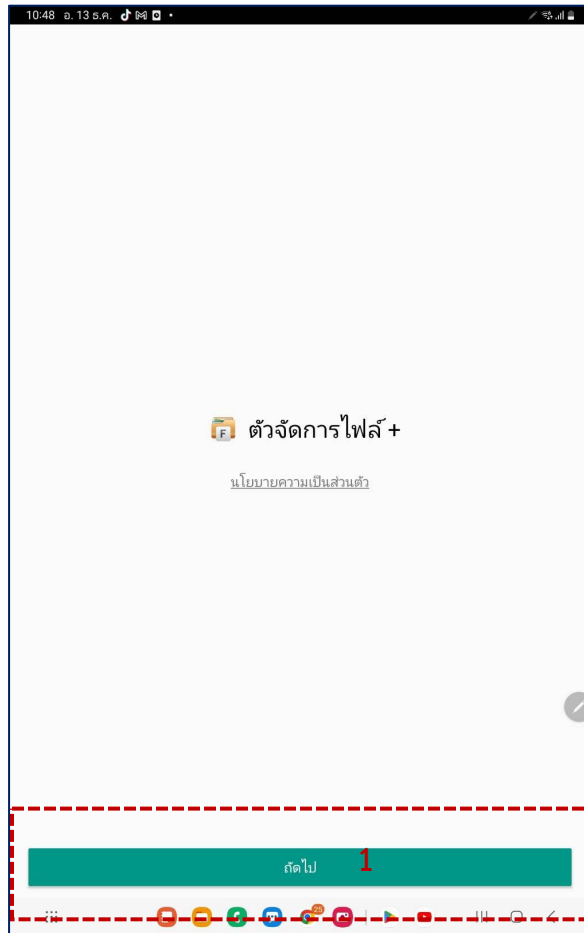 10:48 อ. 13 ธ.ค.
ตัวจัดการไฟล์ +
นโยบายความเป็นส่วนตัว
ถัดไป 1
25